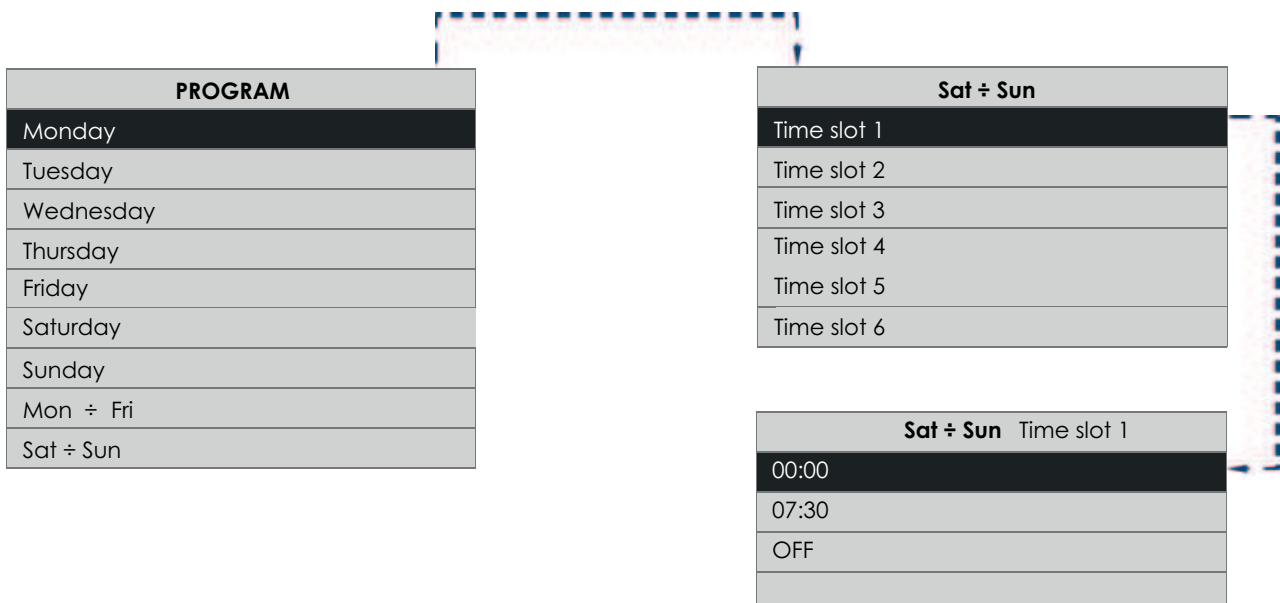 PROGRAM
Monday
Tuesday
Wednesday
Thursday
Friday
Saturday
Sunday
Mon ÷ Fri
Sat ÷ Sun
Sat ÷ Sun
Time slot 1
Time slot 2
Time slot 3
Time slot 4
Time slot 5
Time slot 6
Sat ÷ Sun Time slot 1
00:00
07:30
OFF